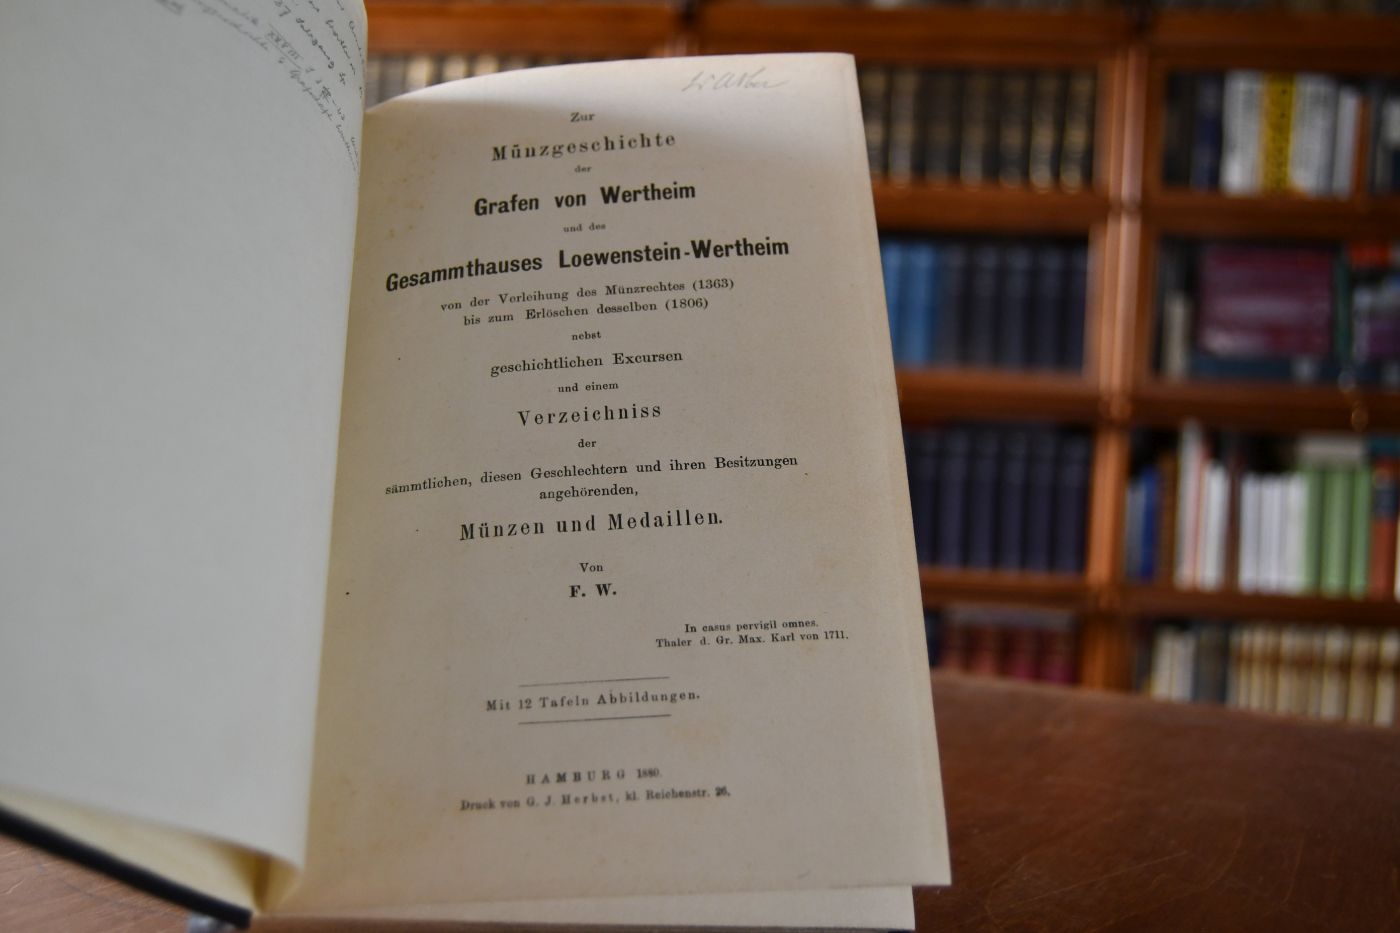 Zur
Münzgeschichte
der
Grafen von Wertheim
und des
Gesammthauses Loewenstein-Wertheim
von der Verleihung des Münzrechtes (1363)
bis zum Erlöschen desselben (1806)
nebst
geschichtlichen Excursen
und einem
Verzeichniss
der
sämmtlichen, diesen Geschlechtern und ihren Besitzungen
angehörenden,
Münzen und Medaillen.
Von
F. W.
In casus pervigil omnes.
Thaler d. Gr. Max. Karl von 1711.
Mit 12 Tafeln Abbildungen.
HAMBURG 1880.
Druck von G. J. Herbst, kl. Reichenstr. 26.